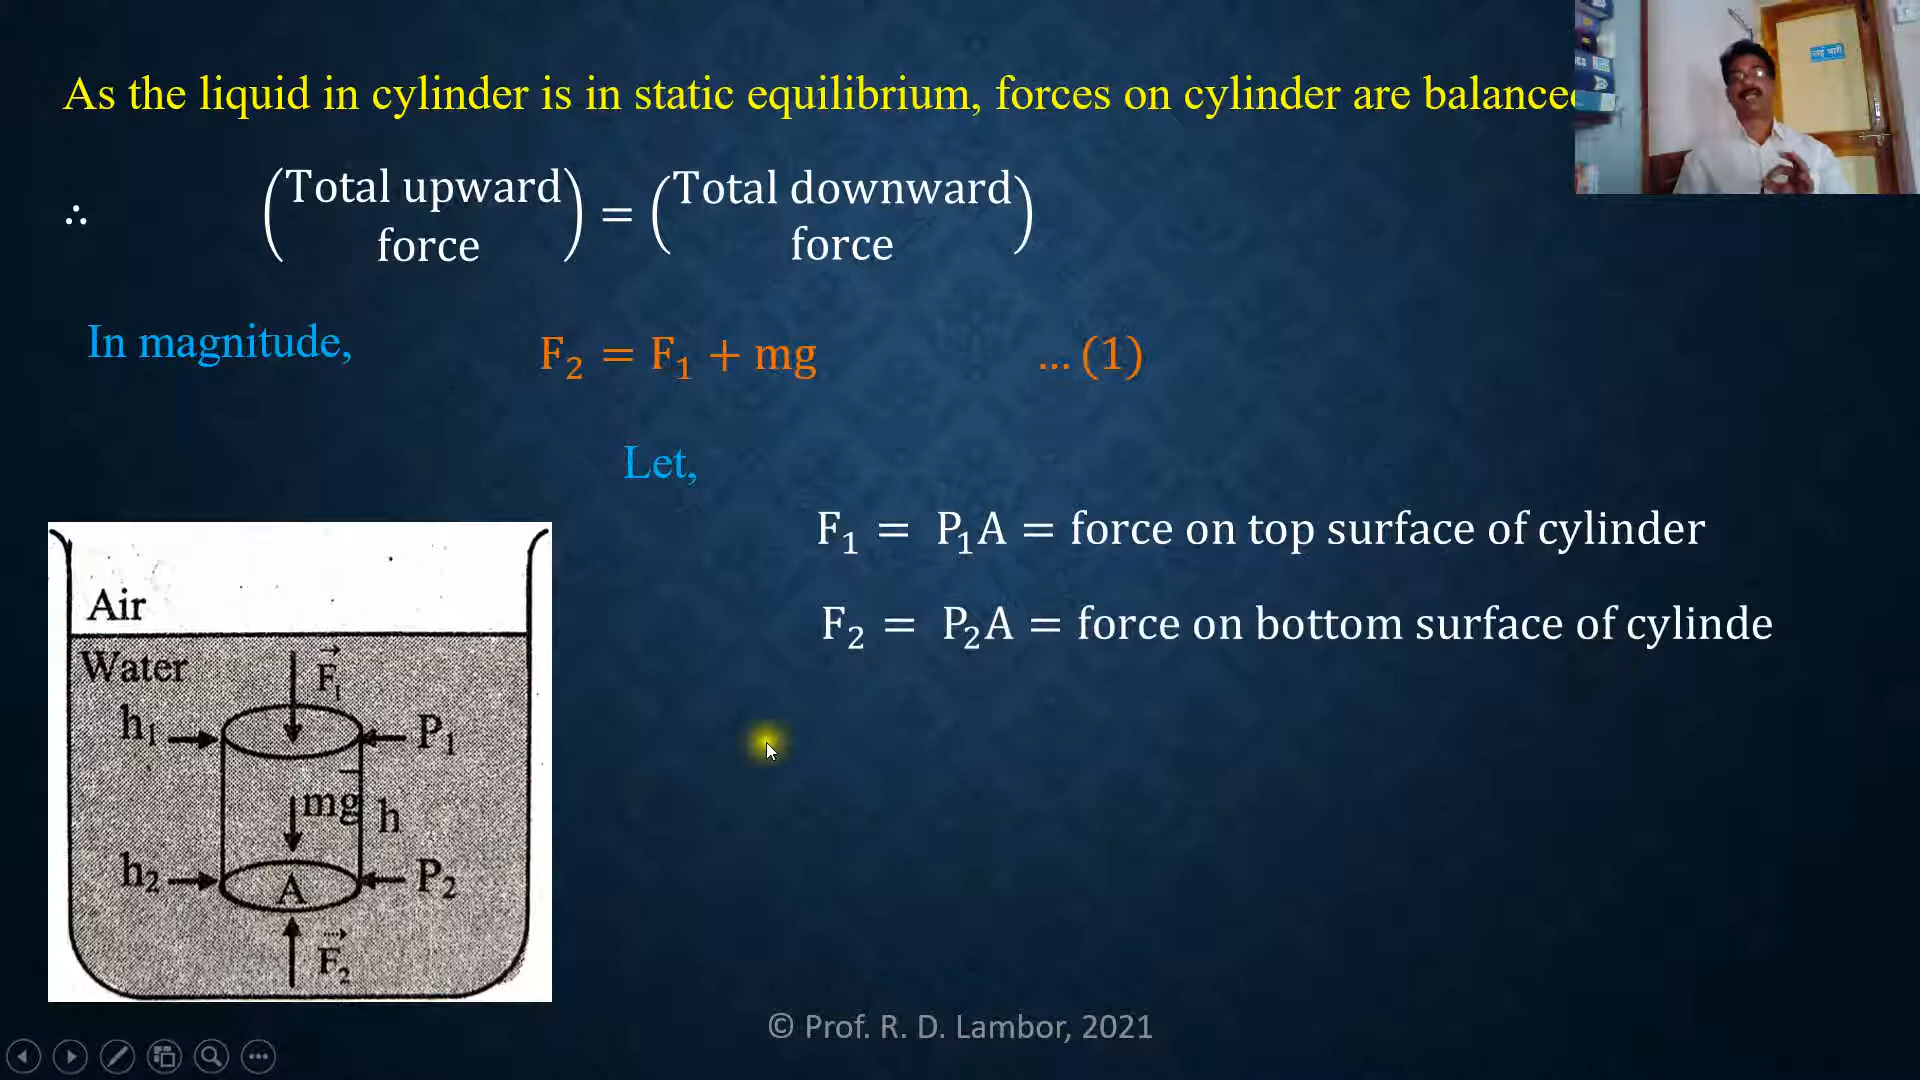 As the liquid in cylinder is in static equilibrium, forces on cylinder are balanced
∴ (Total upward force) = (Total downward force)
In magnitude, F₂ = F₁ + mg ... (1)
Let,
F₁ = P₁A = force on top surface of cylinder
F₂ = P₂A = force on bottom surface of cylinde
Air
Water
F₁
h₁ P₁
mg h
h₂ A P₂
F₂
© Prof. R. D. Lambor, 2021